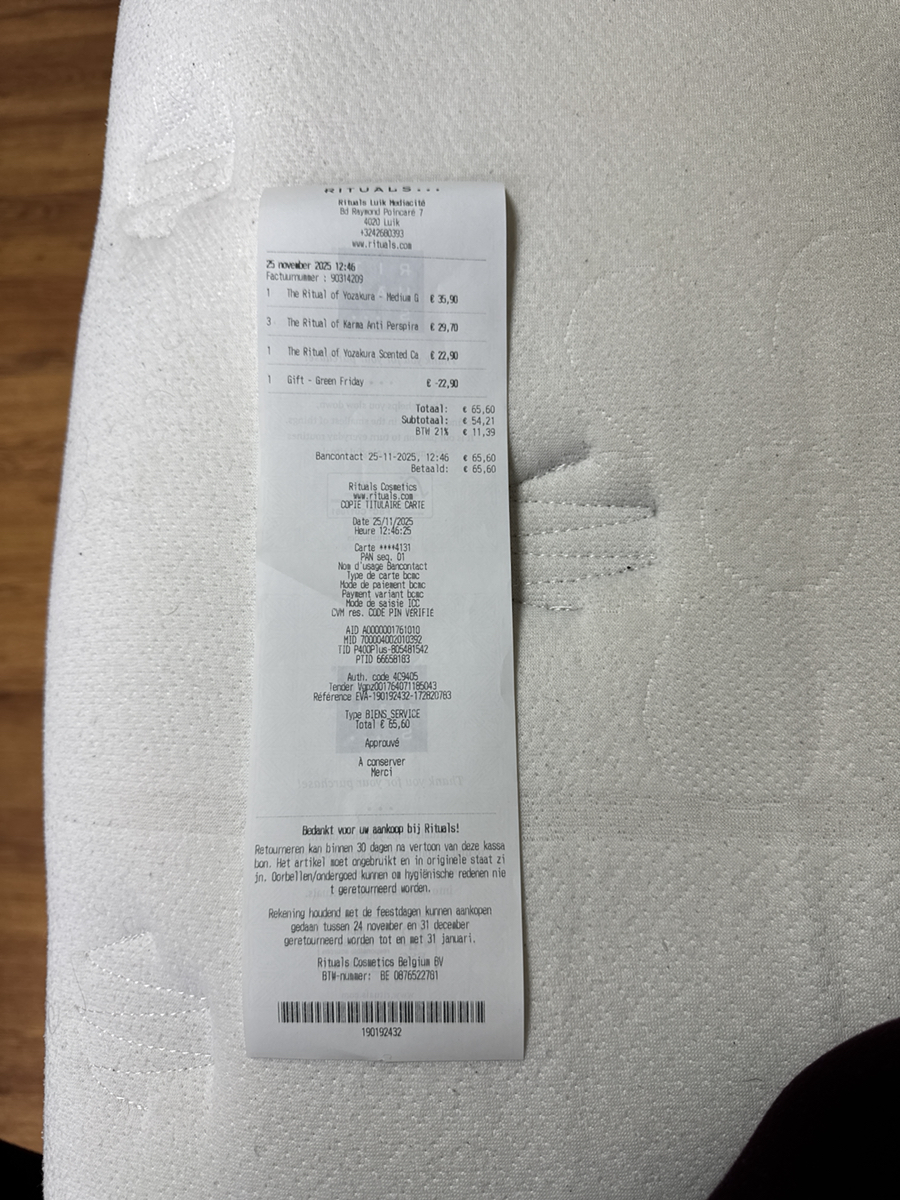 RITUALS...
Rituals Luik Mediacité
Bd Raymond Poincaré 7
4020 Luik
+3242680393
www.rituals.com
25 november 2025 12:46
Factuurnummer : 90314209
1 The Ritual of Yozakura - Medium G € 35,90
3 The Ritual of Karma Anti Perspira € 29,70
1 The Ritual of Yozakura Scented Ca € 22,90
1 Gift - Green Friday € -22,90
Totaal: € 65,60
Subtotaal: € 54,21
BTW 21% € 11,39
Bancontact 25-11-2025, 12:46 € 65,60
Betaald: € 65,60
Rituals Cosmetics
www.rituals.com
COPIE TITULAIRE CARTE
Date 25/11/2025
Heure 12:46:25
Carte ****4131
PAN seq. 01
Nom d'usage Bancontact
Type de carte bcmc
Mode de paiement bcmc
Payment variant bcmc
Mode de saisie ICC
CVM res. CODE PIN VERIFIE
AID A0000001761010
MID 700004002010392
TID P400Plus-805481542
PTID 66658183
Auth. code 4C9405
Tender Vgpz001764071185043
Référence EVA-190192432-172820783
Type BIENS_SERVICE
Total € 65,60
Approuvé
À conserver
Merci
Bedankt voor uw aankoop bij Rituals!
Retourneren kan binnen 30 dagen na vertoon van deze kassa
bon. Het artikel moet ongebruikt en in originele staat zi
jn. Oorbellen/ondergoed kunnen om hygiënische redenen nie
t geretourneerd worden.
Rekening houdend met de feestdagen kunnen aankopen
gedaan tussen 24 november en 31 december
geretourneerd worden tot en met 31 januari.
Rituals Cosmetics Belgium BV
BTW-nummer: BE 0876522781
190192432